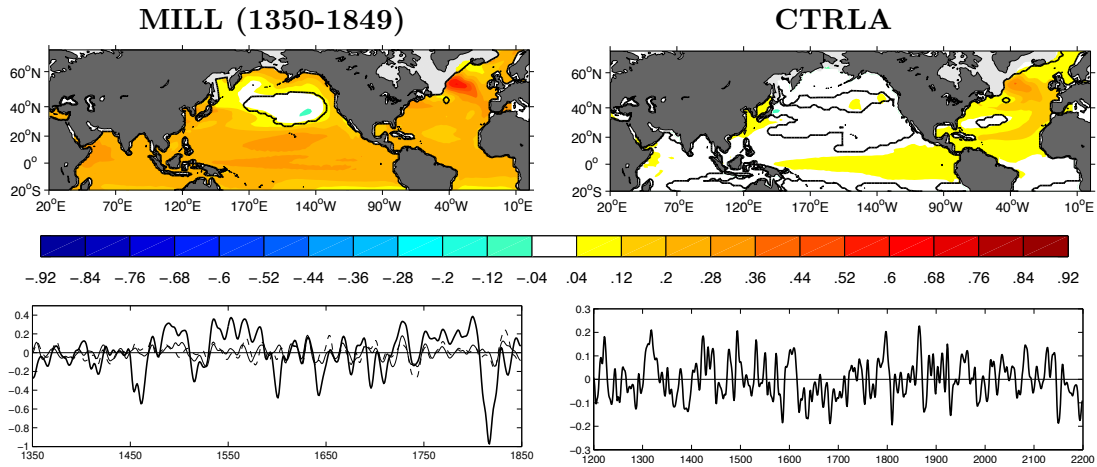 MILL (1350-1849) CTRLA
60°N 60°N
40°N 40°N
20°N 20°N
0° 0°
20°S 20°S
20°E 70°E 120°E 170°E 140°W 90°W 40°W 10°E 20°E 70°E 120°E 170°E 140°W 90°W 40°W 10°E
-.92 -.84 -.76 -.68 -.6 -.52 -.44 -.36 -.28 -.2 -.12 -.04 .04 .12 .2 .28 .36 .44 .52 .6 .68 .76 .84 .92
0.4 0.3
0.2 0.2
0 0.1
-0.2 0
-0.4 -0.1
-0.6 -0.2
-0.8 -0.3
-1
1350 1450 1550 1650 1750 1850 1200 1300 1400 1500 1600 1700 1800 1900 2000 2100 2200